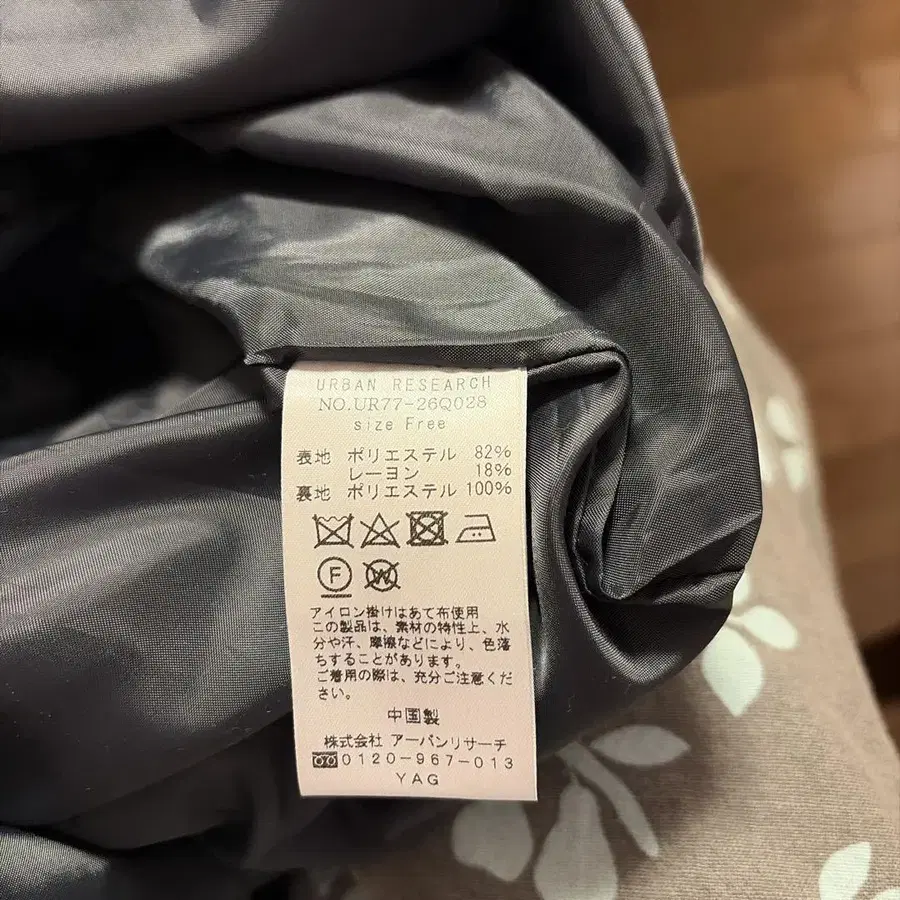 URBAN RESEARCH
NO.UR77-26Q028
size Free
表地 ポリエステル 82%
レーヨン 18%
裏地 ポリエステル 100%
F W
アイロン掛けはあて布使用
この製品は、素材の特性上、水
分や汗、摩擦などにより、色落
ちすることがあります。
ご着用の際は、充分ご注意くだ
さい。
中国製
株式会社 アーバンリサーチ
0120-967-013
YAG